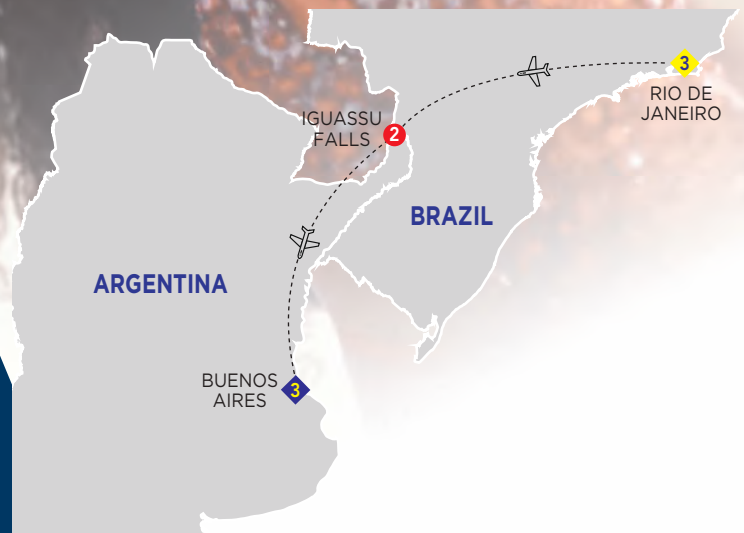 3
RIO DE
JANEIRO
IGUASSU
FALLS
2
BRAZIL
ARGENTINA
BUENOS
AIRES
3